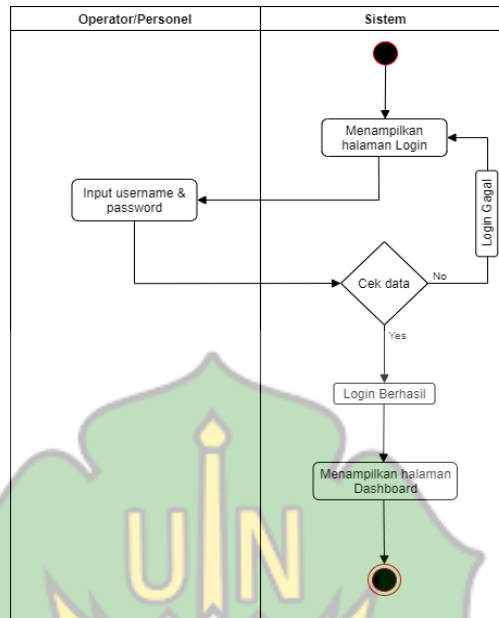 Operator/Personel
Sistem
Menampilkan
halaman Login
Input username &
password
Login Gagal
Cek data
No
Yes
Login Berhasil
Menampilkan halaman
Dashboard
UIN